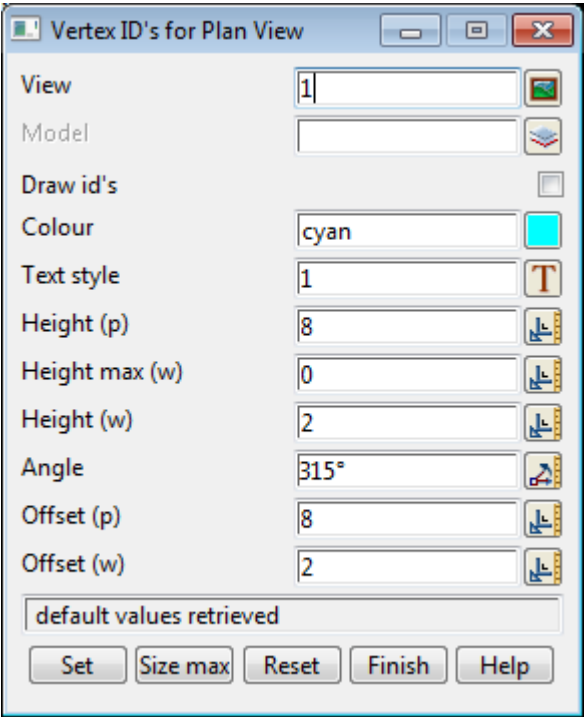 Vertex ID's for Plan View
View 1
Model
Draw id's
Colour cyan
Text style 1 T
Height (p) 8
Height max (w) 0
Height (w) 2
Angle 315°
Offset (p) 8
Offset (w) 2
default values retrieved
Set Size max Reset Finish Help